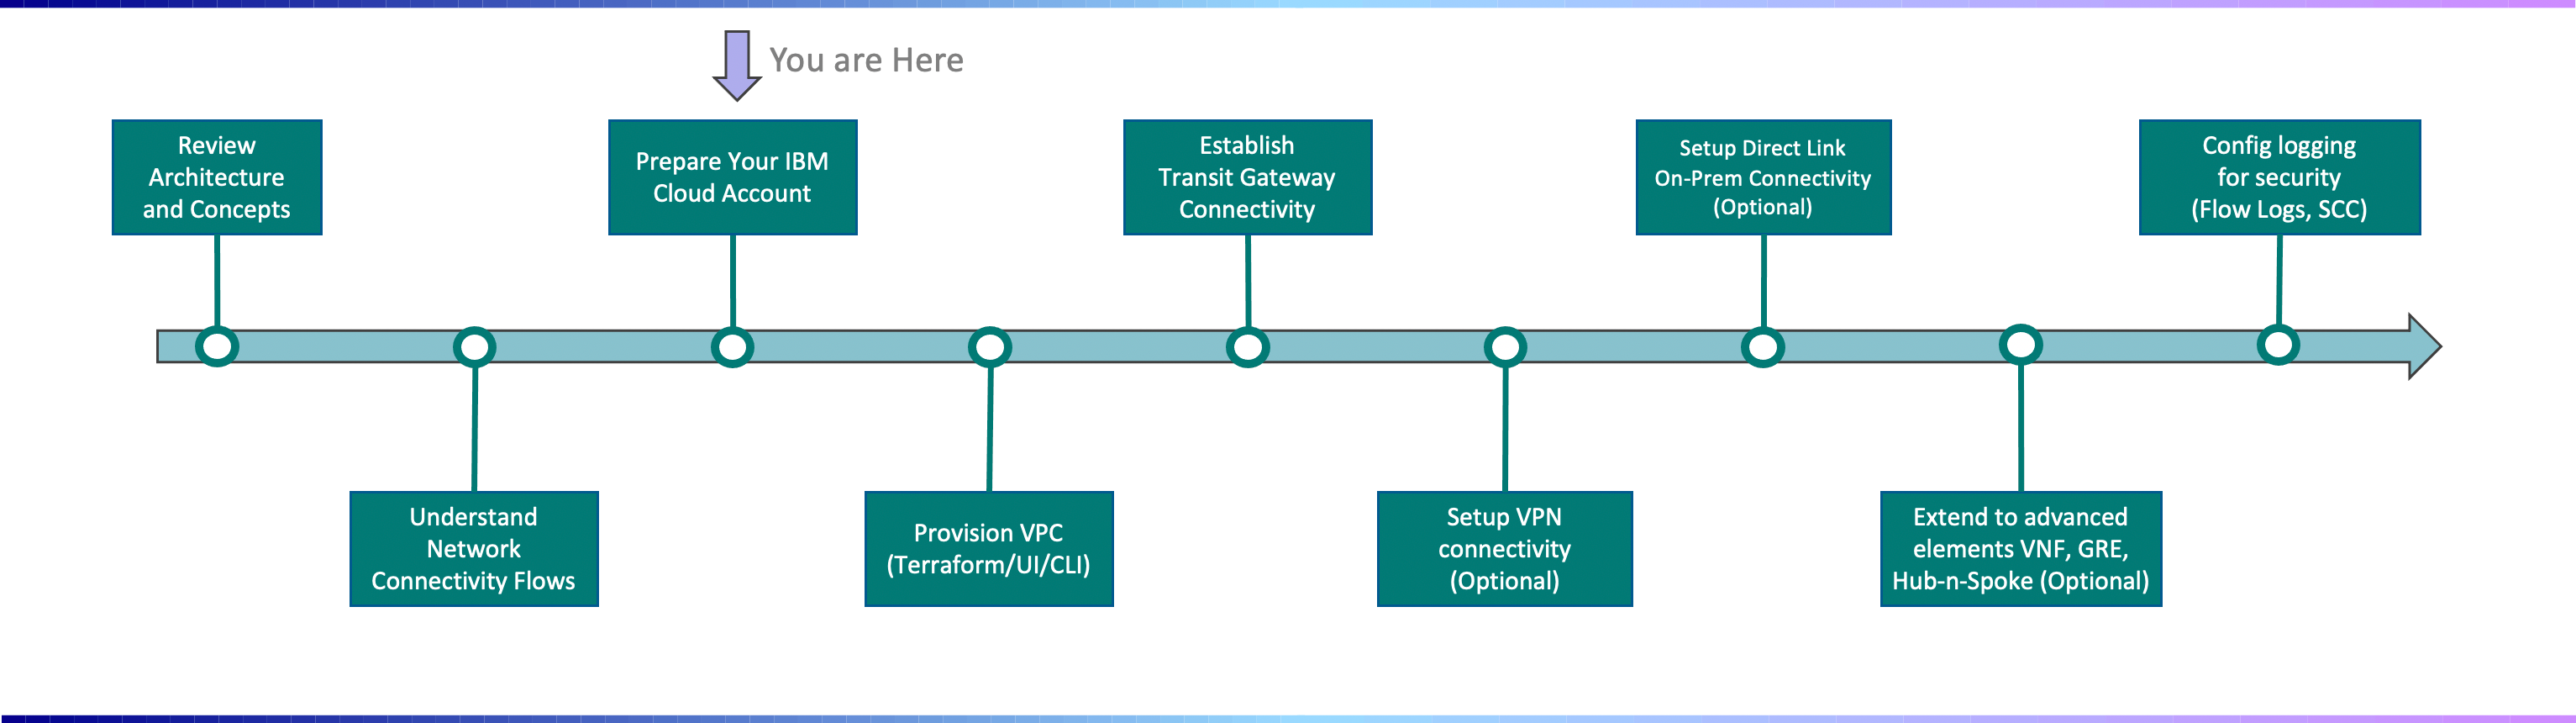 You are Here
Review
Architecture
and Concepts
Prepare Your IBM
Cloud Account
Establish
Transit Gateway
Connectivity
Setup Direct Link
On-Prem Connectivity
(Optional)
Config logging
for security
(Flow Logs, SCC)
Understand
Network
Connectivity Flows
Provision VPC
(Terraform/UI/CLI)
Setup VPN
connectivity
(Optional)
Extend to advanced
elements VNF, GRE,
Hub-n-Spoke (Optional)